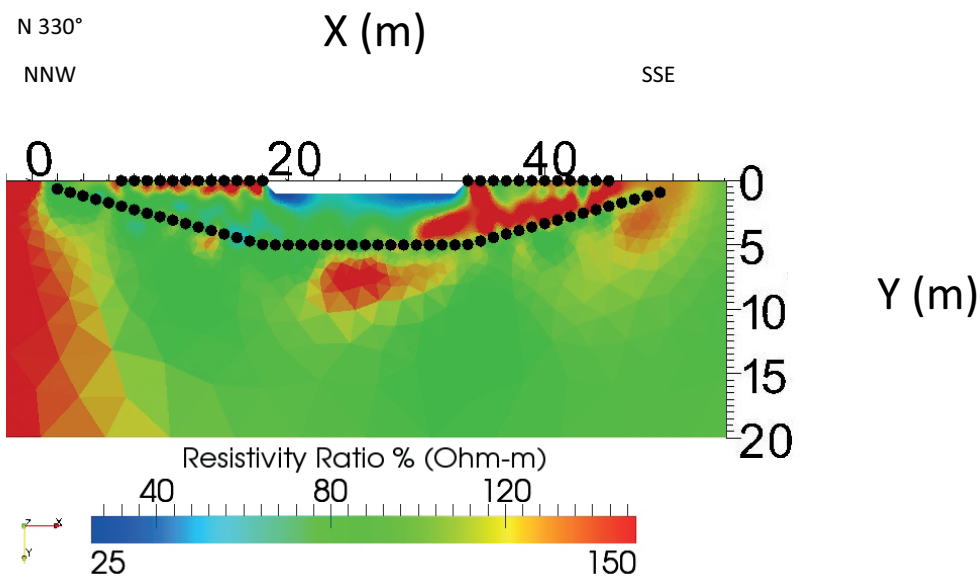 N 330°
X (m)
NNW
SSE
0 20 40
0
5
10
15
20
Y (m)
Resistivity Ratio % (Ohm-m)
40 80 120
25 150
Z X
Y